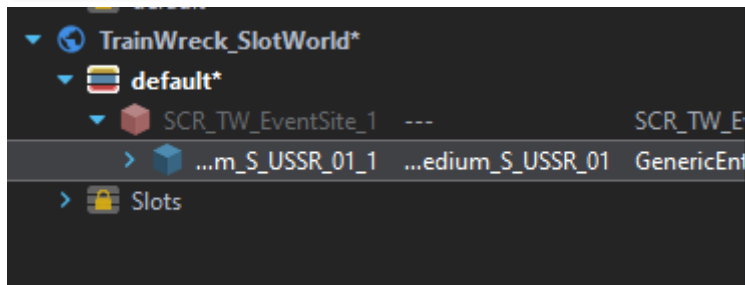 TrainWreck_SlotWorld*
default*
SCR_TW_EventSite_1 --- SCR_TW_E
...m_S_USSR_01_1 ...edium_S_USSR_01 GenericEnt
Slots